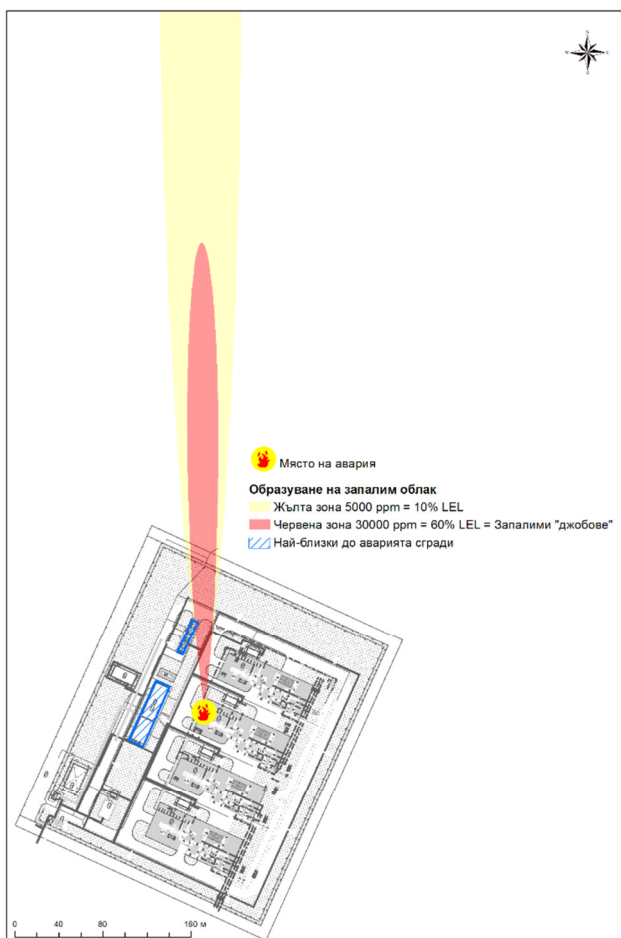 Място на авария
Образуване на запалим облак
Жълта зона 5000 ppm = 10% LEL
Червена зона 30000 ppm = 60% LEL = Запалими "джобове"
Най-близки до аварията сгради
0 40 80 160 м